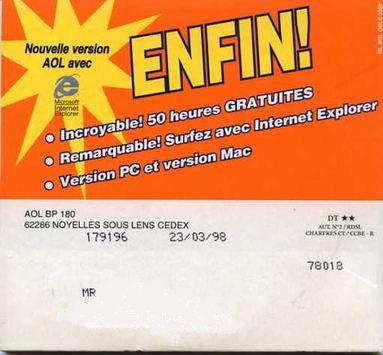 Nouvelle version
AOL avec
Microsoft
Internet
Explorer
ENFIN!
Incroyable! 50 heures GRATUITES
Remarquable! Surfez avec Internet Explorer
Version PC et version Mac
AOL BP 180
62286 NOYELLES SOUS LENS CEDEX
179196 23/03/98
DT ★★
AUT. N°2 / RDSL
CHARTRES CT / CCBE - R
78018
MR